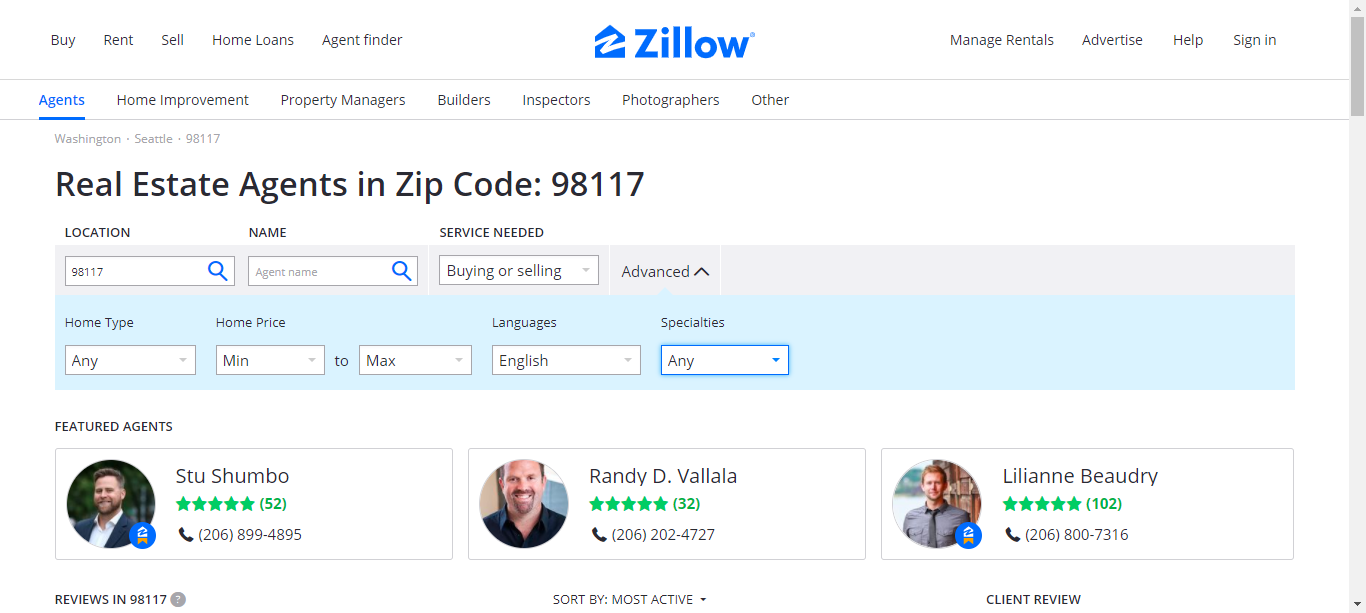 Buy Rent Sell Home Loans Agent finder Zillow® Manage Rentals Advertise Help Sign in
Agents Home Improvement Property Managers Builders Inspectors Photographers Other
Washington · Seattle · 98117
Real Estate Agents in Zip Code: 98117
LOCATION NAME SERVICE NEEDED
98117 Agent name Buying or selling Advanced
Home Type Home Price Languages Specialties
Any Min to Max English Any
FEATURED AGENTS
Stu Shumbo Randy D. Vallala Lilianne Beaudry
(52) (32) (102)
(206) 899-4895 (206) 202-4727 (206) 800-7316
REVIEWS IN 98117 ? SORT BY: MOST ACTIVE CLIENT REVIEW